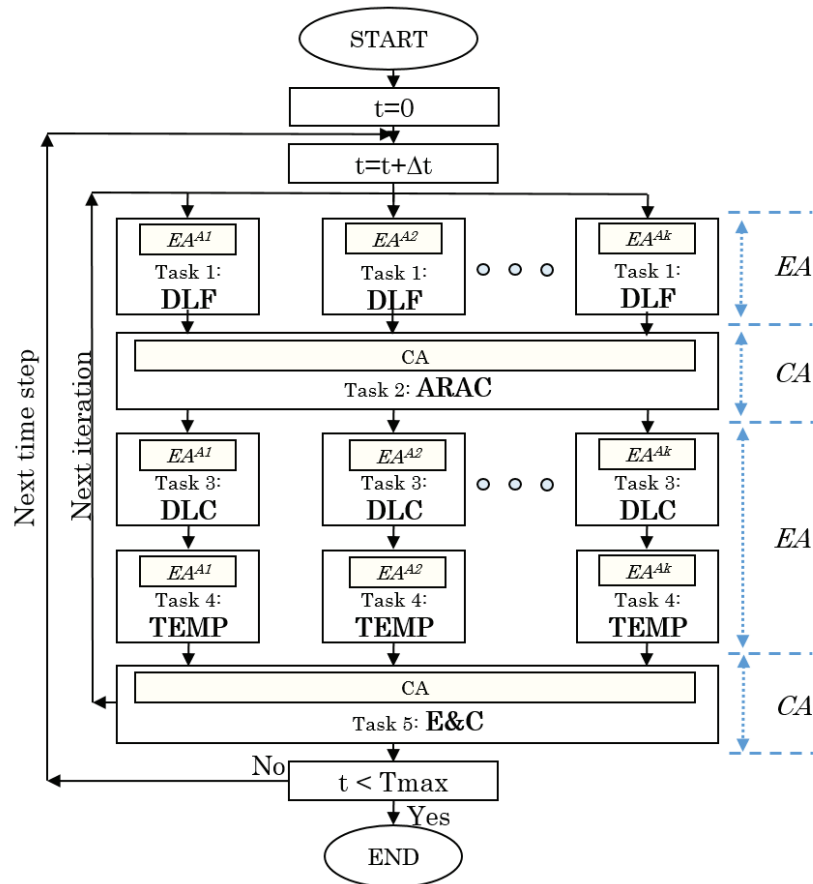 START
t=0
t=t+Δt
EA^A1 EA^A2 EA^Ak
Task 1: Task 1: Task 1:
DLF DLF DLF
EA
CA
Task 2: ARAC
CA
EA^A1 EA^A2 EA^Ak
Task 3: Task 3: Task 3:
DLC DLC DLC
EA
EA^A1 EA^A2 EA^Ak
Task 4: Task 4: Task 4:
TEMP TEMP TEMP
CA
Task 5: E&C
CA
Next time step
Next iteration
No
t < Tmax
Yes
END